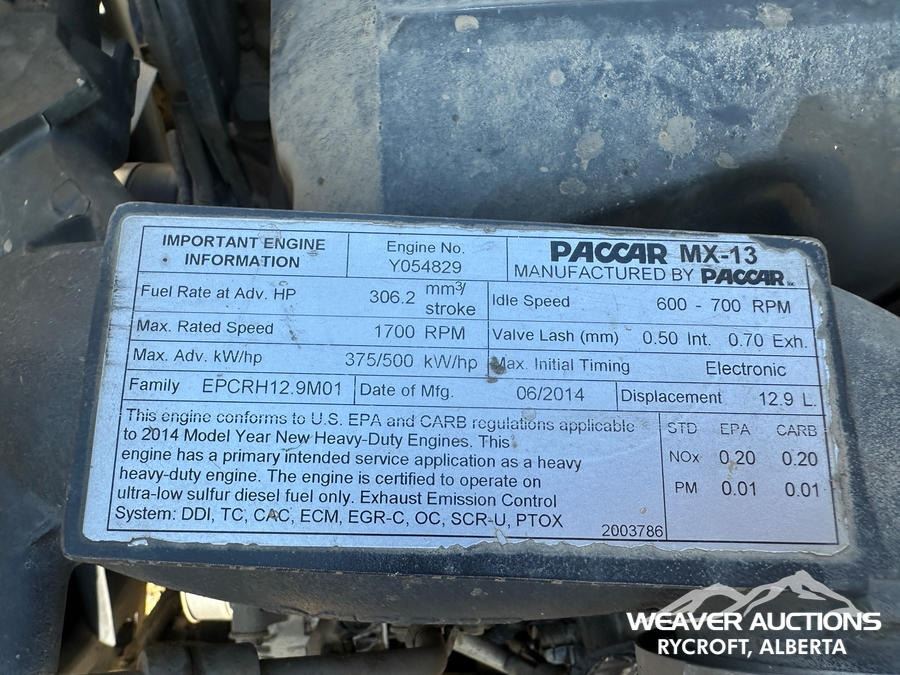 IMPORTANT ENGINE
INFORMATION
Engine No.
Y054829
PACCAR MX-13
MANUFACTURED BY PACCAR INC
Fuel Rate at Adv. HP 306.2 mm³/
stroke
Idle Speed 600 - 700 RPM
Max. Rated Speed 1700 RPM
Valve Lash (mm) 0.50 Int. 0.70 Exh.
Max. Adv. kW/hp 375/500 kW/hp
Max. Initial Timing Electronic
Family EPCRH12.9M01
Date of Mfg. 06/2014
Displacement 12.9 L.
This engine conforms to U.S. EPA and CARB regulations applicable
to 2014 Model Year New Heavy-Duty Engines. This
engine has a primary intended service application as a heavy
heavy-duty engine. The engine is certified to operate on
ultra-low sulfur diesel fuel only. Exhaust Emission Control
System: DDI, TC, CAC, ECM, EGR-C, OC, SCR-U, PTOX
2003786
STD EPA CARB
NOx 0.20 0.20
PM 0.01 0.01
WEAVER AUCTIONS
RYCROFT, ALBERTA